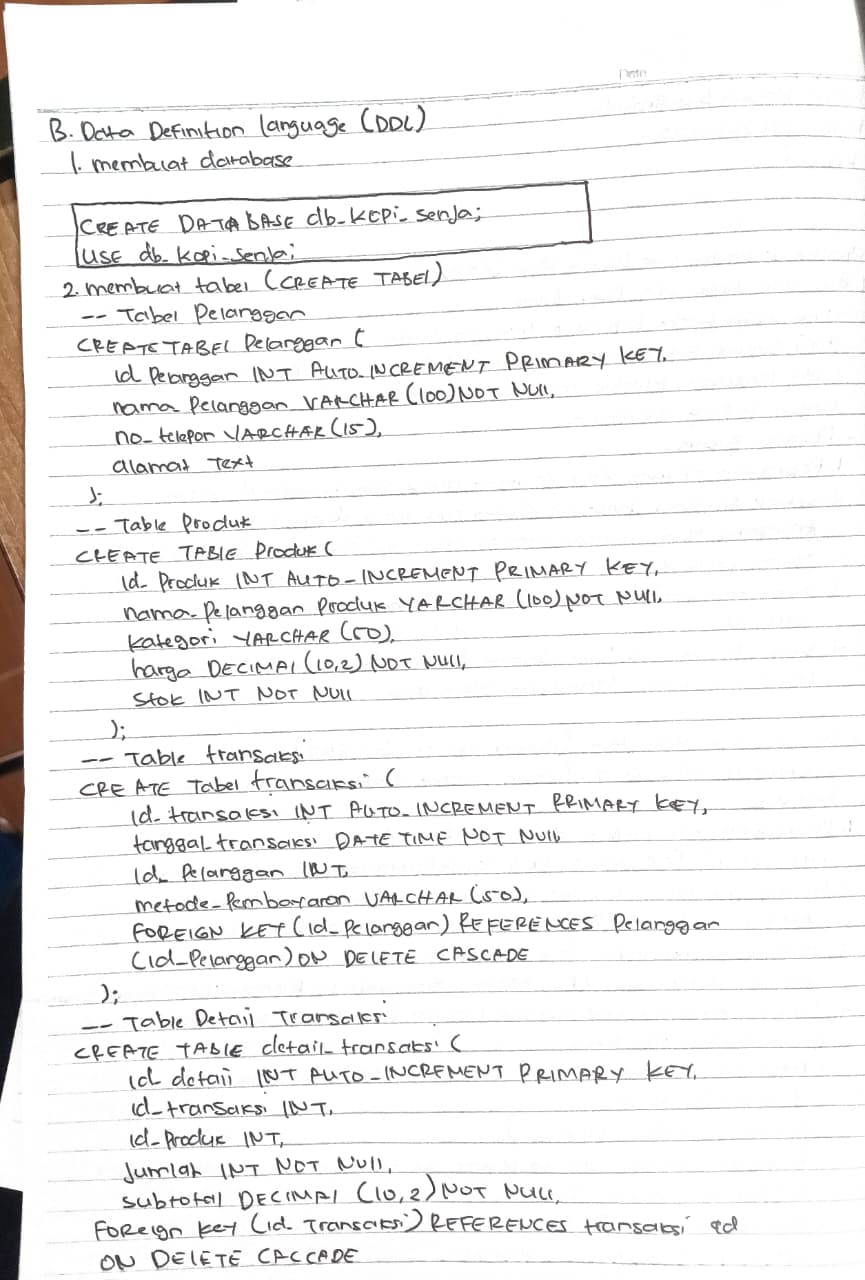 Date
B. Data Definition language (DDL)
1. membuat database
CREATE DATABASE db_kopi_senja;
USE db_kopi_senja;
2. membuat tabel (CREATE TABEL)
-- Tabel Pelanggan
CREATE TABEL Pelanggan (
id Pelanggan INT AUTO_INCREMENT PRIMARY KEY,
nama Pelanggan VARCHAR (100) NOT NULL,
no_telepon VARCHAR (15),
alamat Text
);
-- Table Produk
CREATE TABLE Produk (
id_Produk INT AUTO_INCREMENT PRIMARY KEY,
nama_Pelanggan Produk VARCHAR (100) NOT NULL,
Kategori VARCHAR (50),
harga DECIMAL (10,2) NOT NULL,
Stok INT NOT NULL
);
-- Table transaksi
CREATE Tabel transaksi (
id_transaksi INT AUTO_INCREMENT PRIMARY KEY,
tanggal_transaksi DATE TIME NOT NULL,
id_Pelanggan INT,
metode_Pembayaran VARCHAR (50),
FOREIGN KEY (id_Pelanggan) REFERENCES Pelanggan
(id_Pelanggan) ON DELETE CASCADE
);
-- Table Detail Transaksi
CREATE TABLE detail_transaksi (
id detail INT AUTO_INCREMENT PRIMARY KEY,
id_transaksi INT,
id_Produk INT,
Jumlah INT NOT NULL,
subtotal DECIMAL (10,2) NOT NULL,
FOReign key (id_Transaksi) REFERENCES transaksi
ON DELETE CACCADE